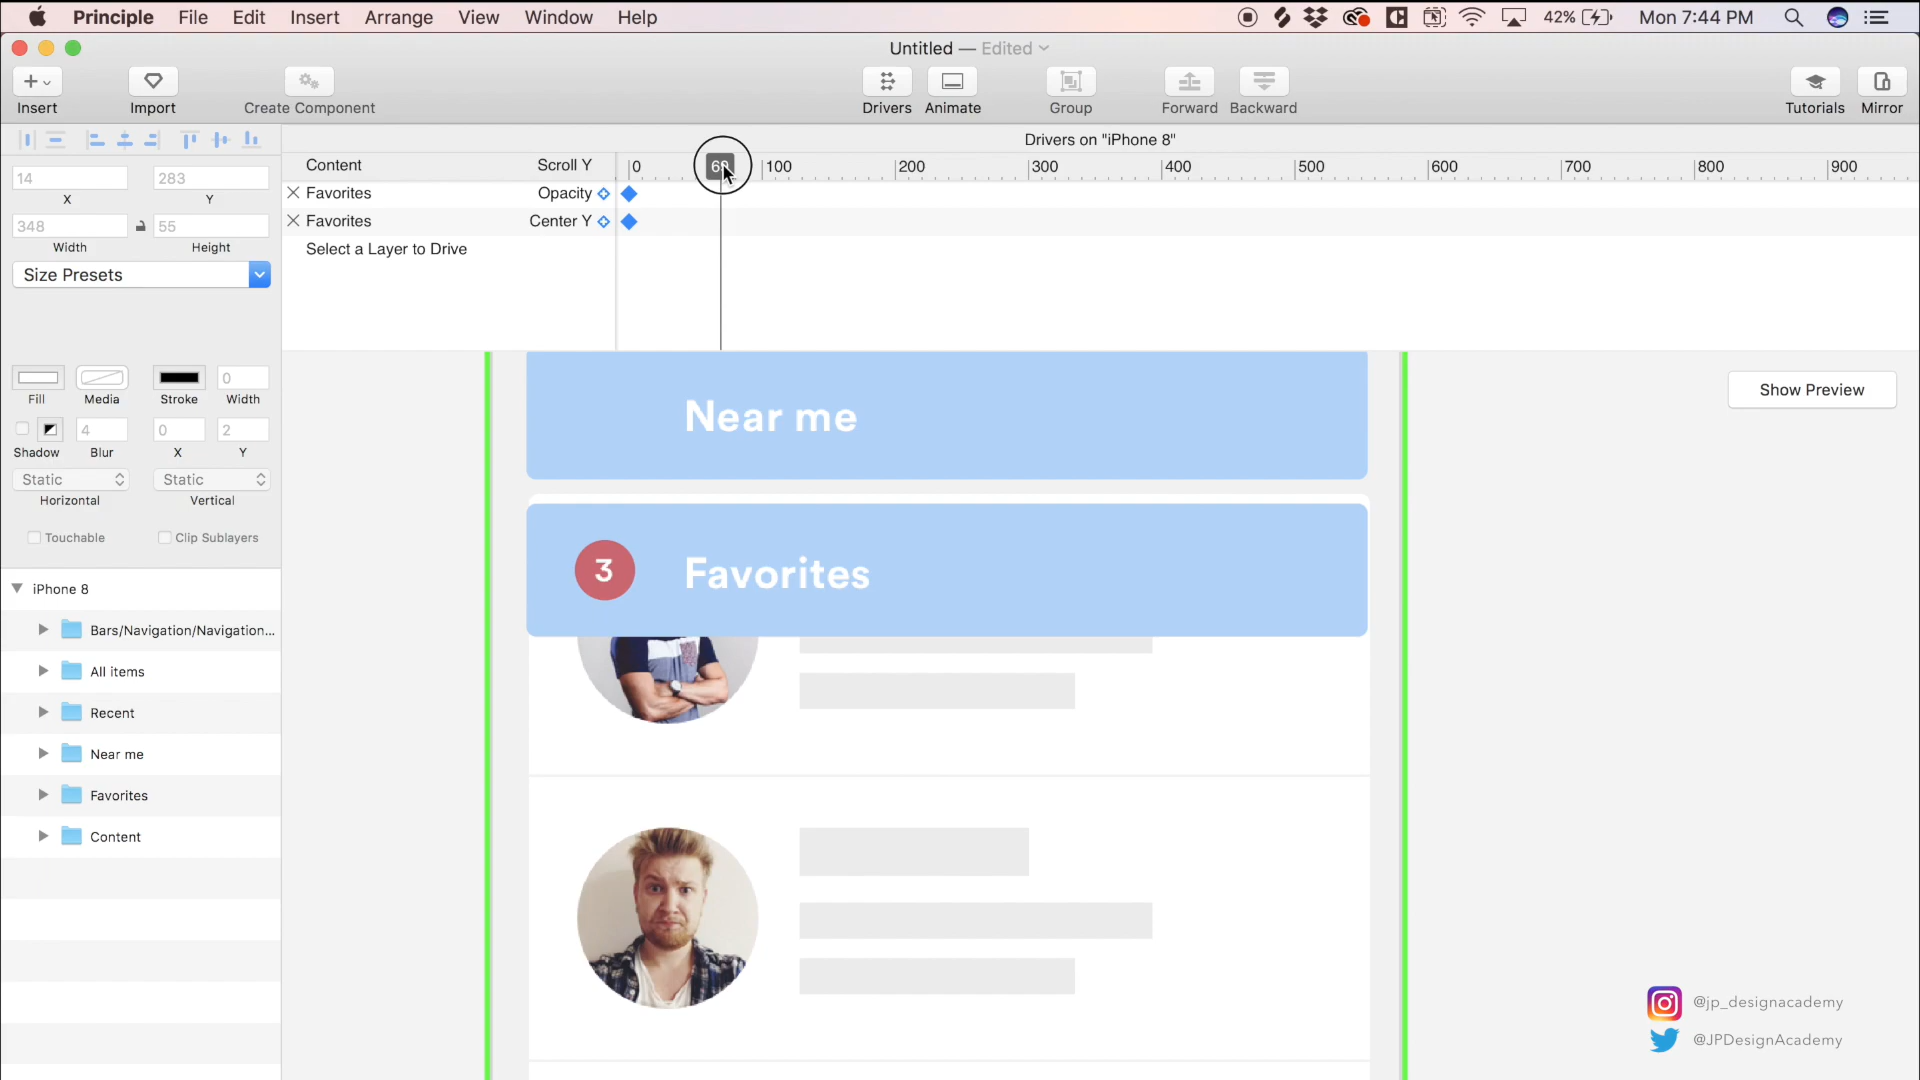 Principle File Edit Insert Arrange View Window Help 42% Mon 7:44 PM
Untitled — Edited
Insert Import Create Component Drivers Animate Group Forward Backward Tutorials Mirror
Drivers on "iPhone 8"
Content Scroll Y 0 100 200 300 400 500 600 700 800 900
Favorites Opacity
Favorites Center Y
Select a Layer to Drive
14 283
X Y
348 55
Width Height
Size Presets
Fill Media Stroke 0 Width
4 0 2
Shadow Blur X Y
Static Static
Horizontal Vertical
Touchable Clip Sublayers
iPhone 8
Bars/Navigation/Navigation...
All items
Recent
Near me
Favorites
Content
Near me
3 Favorites
Show Preview
@jp_designacademy
@JPDesignAcademy